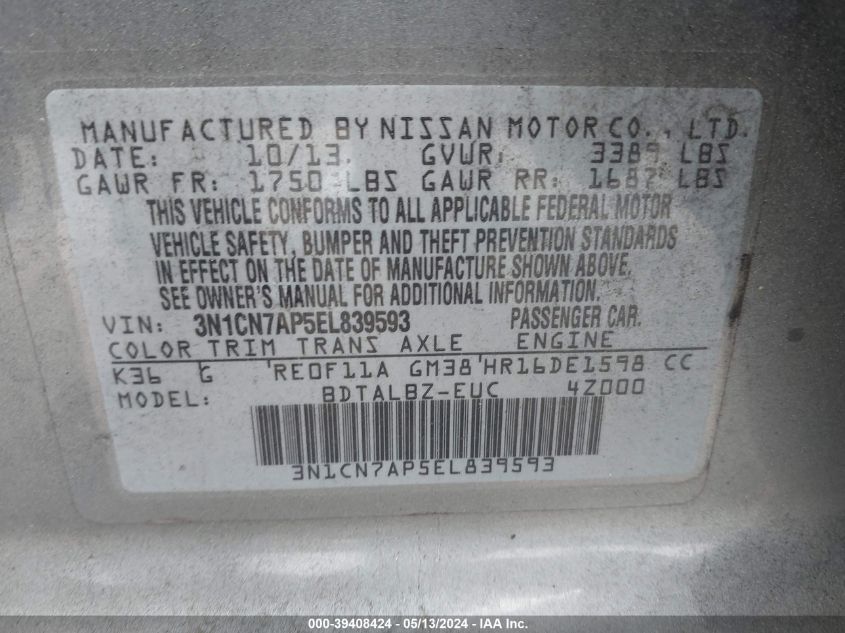 MANUFACTURED BY NISSAN MOTOR CO., LTD.
DATE: 10/13 GVWR: 3389 LBS
GAWR FR: 1750 LBS GAWR RR: 1687 LBS
THIS VEHICLE CONFORMS TO ALL APPLICABLE FEDERAL MOTOR
VEHICLE SAFETY, BUMPER AND THEFT PREVENTION STANDARDS
IN EFFECT ON THE DATE OF MANUFACTURE SHOWN ABOVE.
SEE OWNER'S MANUAL FOR ADDITIONAL INFORMATION.
VIN: 3N1CN7AP5EL839593 PASSENGER CAR.
COLOR TRIM TRANS AXLE ENGINE
K36 G RE0F11A GM38 HR16DE1598 CC
MODEL: BDTALBZ-EUC 4Z000
3N1CN7AP5EL839593
000-39408424 - 05/13/2024 - IAA Inc.